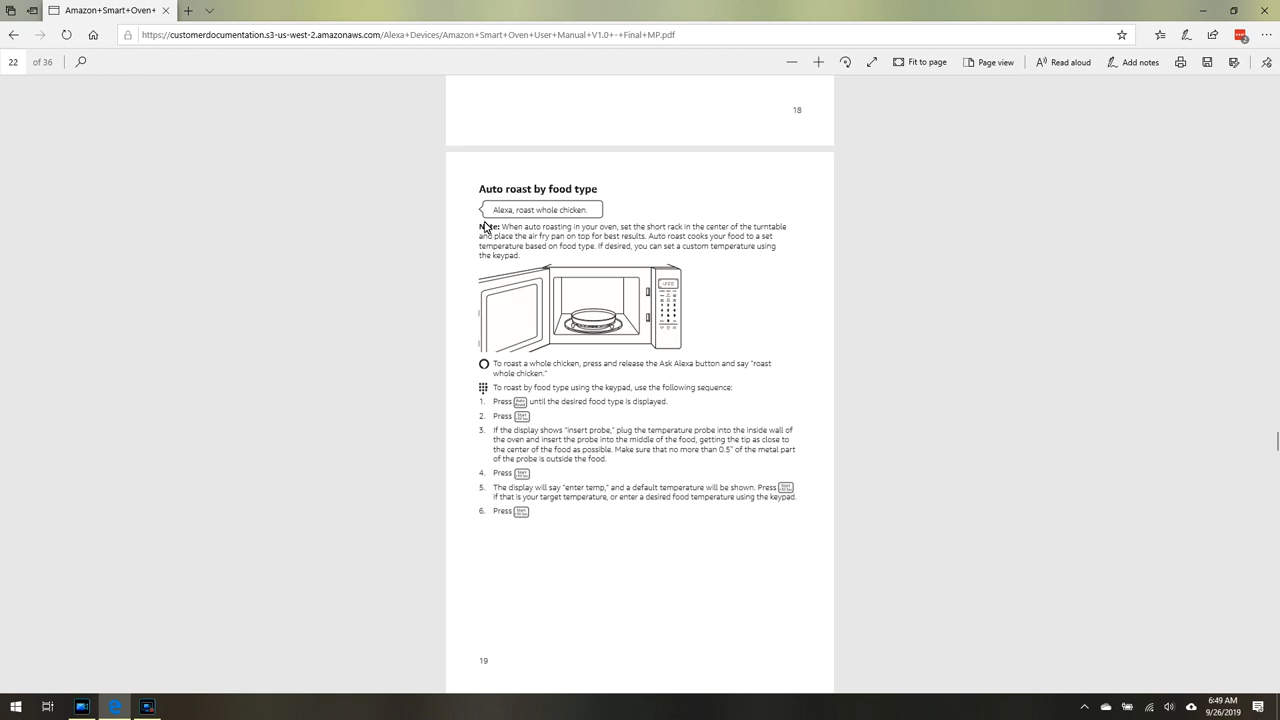 Amazon+Smart+Oven+
https://customerdocumentation.s3-us-west-2.amazonaws.com/Alexa+Devices/Amazon+Smart+Oven+User+Manual+V1.0+-+Final+MP.pdf
22 of 36
Fit to page
Page view
Read aloud
Add notes
18
Auto roast by food type
Alexa, roast whole chicken.
Note: When auto roasting in your oven, set the short rack in the center of the turntable
and place the air fry pan on top for best results. Auto roast cooks your food to a set
temperature based on food type. If desired, you can set a custom temperature using
the keypad.
To roast a whole chicken, press and release the Ask Alexa button and say "roast
whole chicken."
To roast by food type using the keypad, use the following sequence:
1. Press Auto Roast until the desired food type is displayed.
2. Press Start
3. If the display shows "insert probe," plug the temperature probe into the inside wall of
the oven and insert the probe into the middle of the food, getting the tip as close to
the center of the food as possible. Make sure that no more than 0.5" of the metal part
of the probe is outside the food.
4. Press Start
5. The display will say "enter temp," and a default temperature will be shown. Press Start
if that is your target temperature, or enter a desired food temperature using the keypad.
6. Press Start
19
6:49 AM
9/26/2019